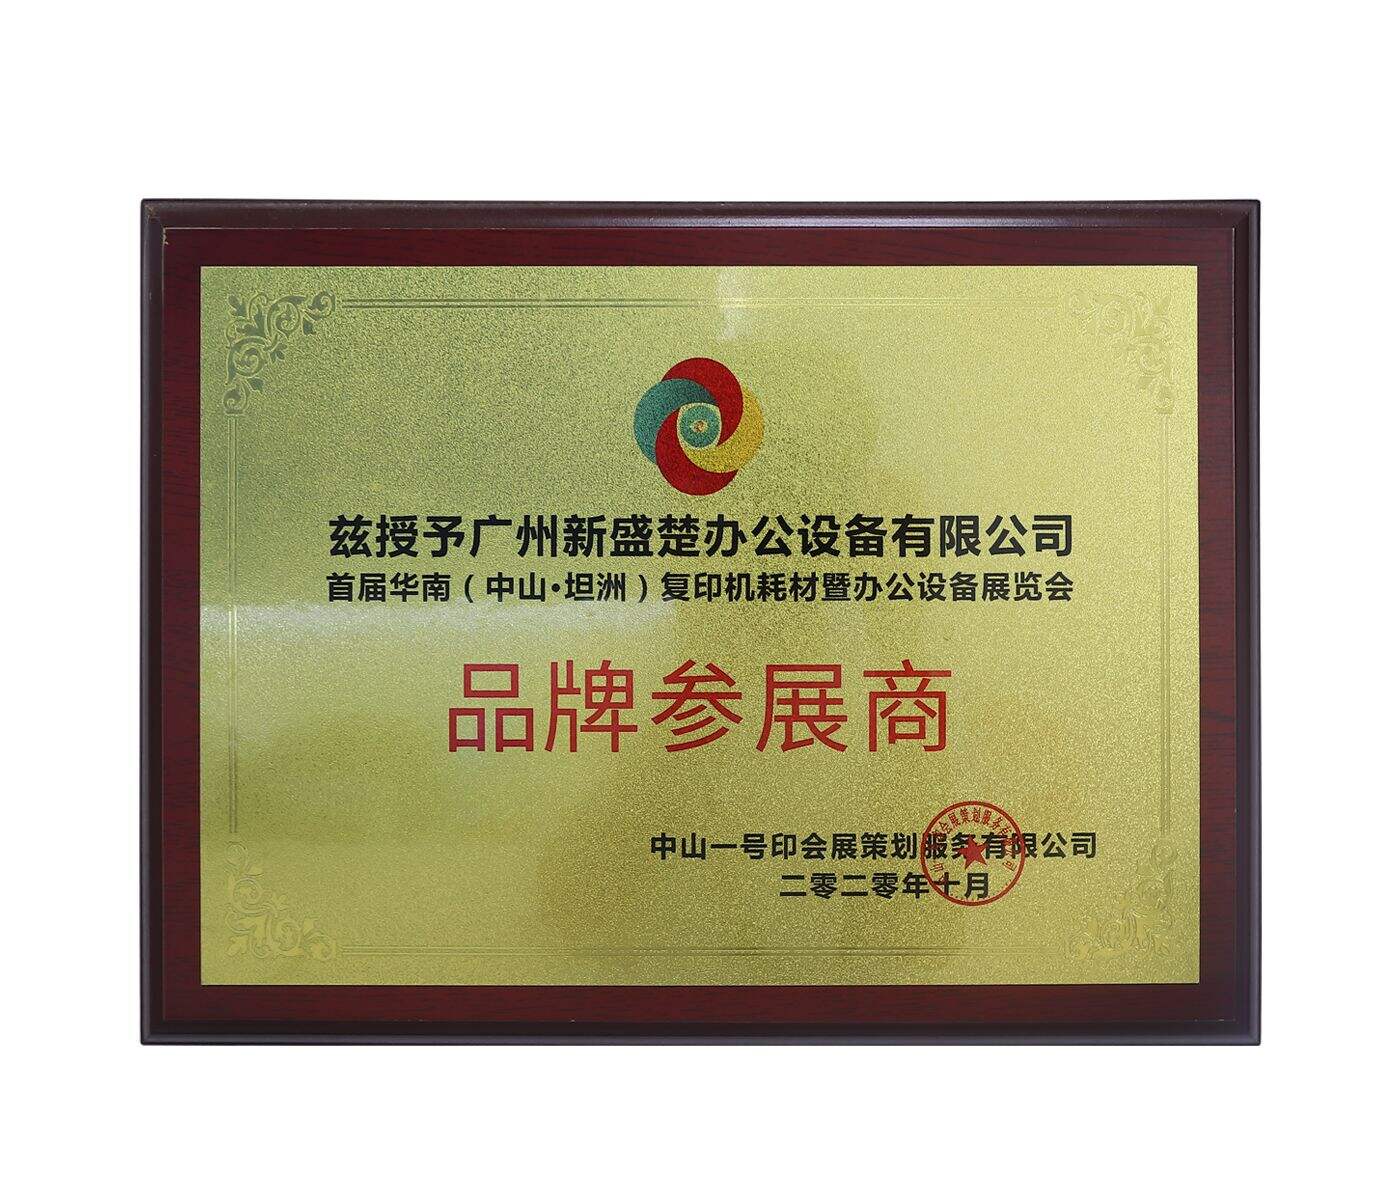 兹授予广州新盛楚办公设备有限公司
首届华南（中山·坦洲）复印机耗材暨办公设备展览会
品牌参展商
中山一号印会展策划服务有限公司
二零二零年十月